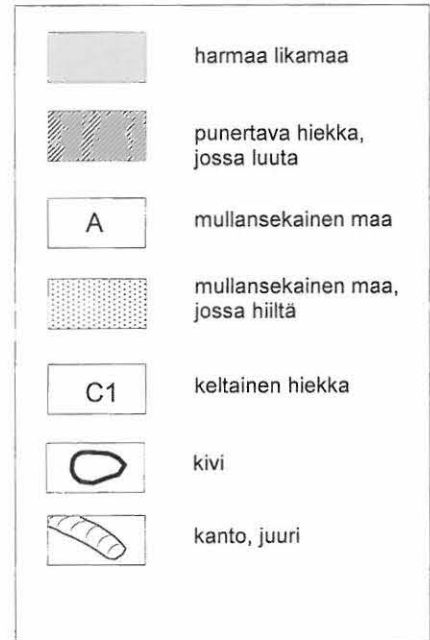 harmaa likamaa
punertava hiekka,
jossa luuta
A
mullansekainen maa
mullansekainen maa,
jossa hiiltä
C1
keltainen hiekka
kivi
kanto, juuri